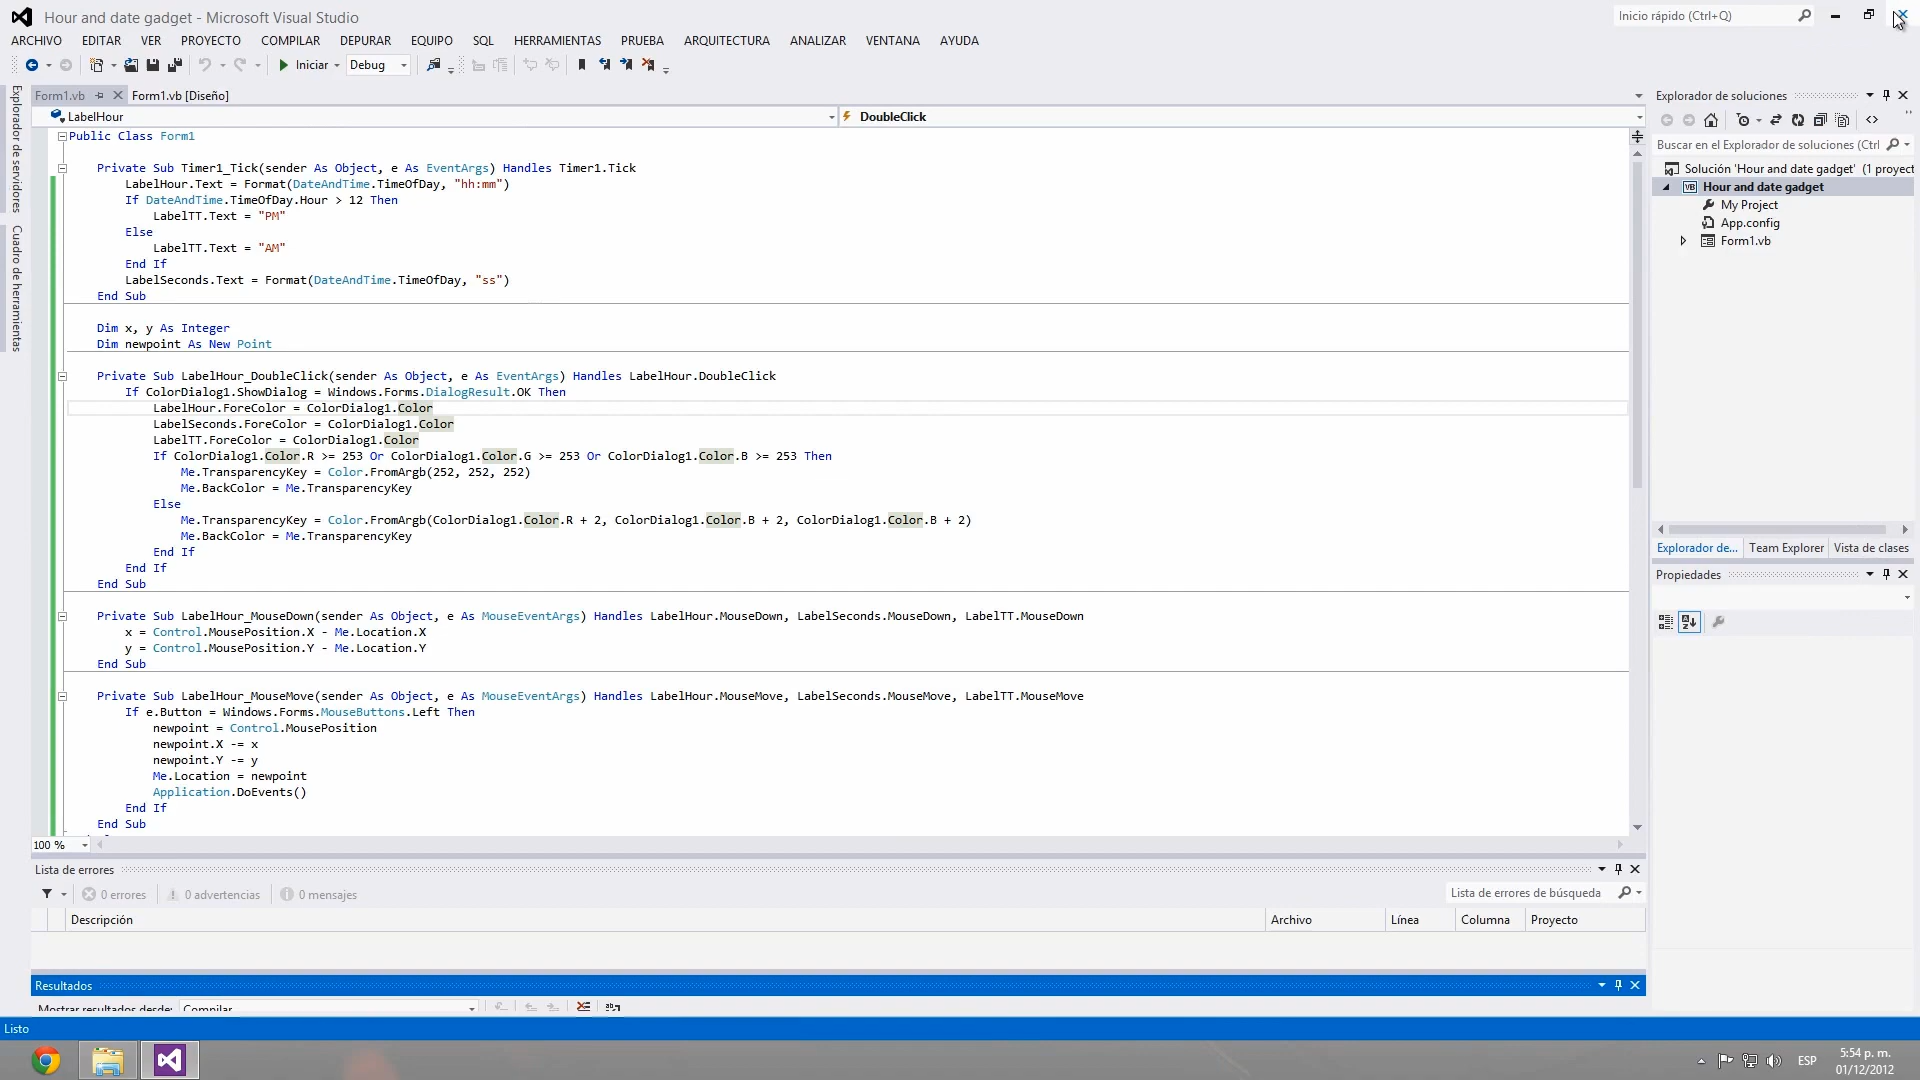 Hour and date gadget - Microsoft Visual Studio
Inicio rápido (Ctrl+Q)
ARCHIVO EDITAR VER PROYECTO COMPILAR DEPURAR EQUIPO SQL HERRAMIENTAS PRUEBA ARQUITECTURA ANALIZAR VENTANA AYUDA
Iniciar Debug
Explorador de servidores
Cuadro de herramientas
Form1.vb Form1.vb [Diseño]
LabelHour DoubleClick
Public Class Form1
Private Sub Timer1_Tick(sender As Object, e As EventArgs) Handles Timer1.Tick
LabelHour.Text = Format(DateAndTime.TimeOfDay, "hh:mm")
If DateAndTime.TimeOfDay.Hour > 12 Then
LabelTT.Text = "PM"
Else
LabelTT.Text = "AM"
End If
LabelSeconds.Text = Format(DateAndTime.TimeOfDay, "ss")
End Sub
Dim x, y As Integer
Dim newpoint As New Point
Private Sub LabelHour_DoubleClick(sender As Object, e As EventArgs) Handles LabelHour.DoubleClick
If ColorDialog1.ShowDialog = Windows.Forms.DialogResult.OK Then
LabelHour.ForeColor = ColorDialog1.Color
LabelSeconds.ForeColor = ColorDialog1.Color
LabelTT.ForeColor = ColorDialog1.Color
If ColorDialog1.Color.R >= 253 Or ColorDialog1.Color.G >= 253 Or ColorDialog1.Color.B >= 253 Then
Me.TransparencyKey = Color.FromArgb(252, 252, 252)
Me.BackColor = Me.TransparencyKey
Else
Me.TransparencyKey = Color.FromArgb(ColorDialog1.Color.R + 2, ColorDialog1.Color.B + 2, ColorDialog1.Color.B + 2)
Me.BackColor = Me.TransparencyKey
End If
End If
End Sub
Private Sub LabelHour_MouseDown(sender As Object, e As MouseEventArgs) Handles LabelHour.MouseDown, LabelSeconds.MouseDown, LabelTT.MouseDown
x = Control.MousePosition.X - Me.Location.X
y = Control.MousePosition.Y - Me.Location.Y
End Sub
Private Sub LabelHour_MouseMove(sender As Object, e As MouseEventArgs) Handles LabelHour.MouseMove, LabelSeconds.MouseMove, LabelTT.MouseMove
If e.Button = Windows.Forms.MouseButtons.Left Then
newpoint = Control.MousePosition
newpoint.X -= x
newpoint.Y -= y
Me.Location = newpoint
Application.DoEvents()
End If
End Sub
100 %
Explorador de soluciones
Buscar en el Explorador de soluciones (Ctrl
Solución 'Hour and date gadget' (1 proyect
Hour and date gadget
My Project
App.config
Form1.vb
Explorador de... Team Explorer Vista de clases
Propiedades
Lista de errores
0 errores 0 advertencias 0 mensajes
Lista de errores de búsqueda
Descripción Archivo Línea Columna Proyecto
Resultados
Mostrar resultados desde: Compilar
Listo
ESP
5:54 p. m.
01/12/2012